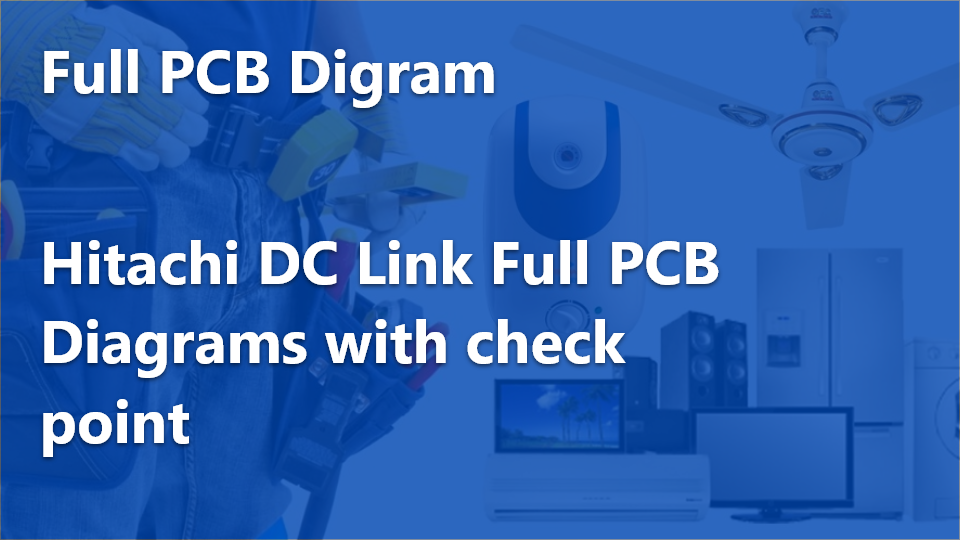 Full PCB Digram
Hitachi DC Link Full PCB
Diagrams with check
point